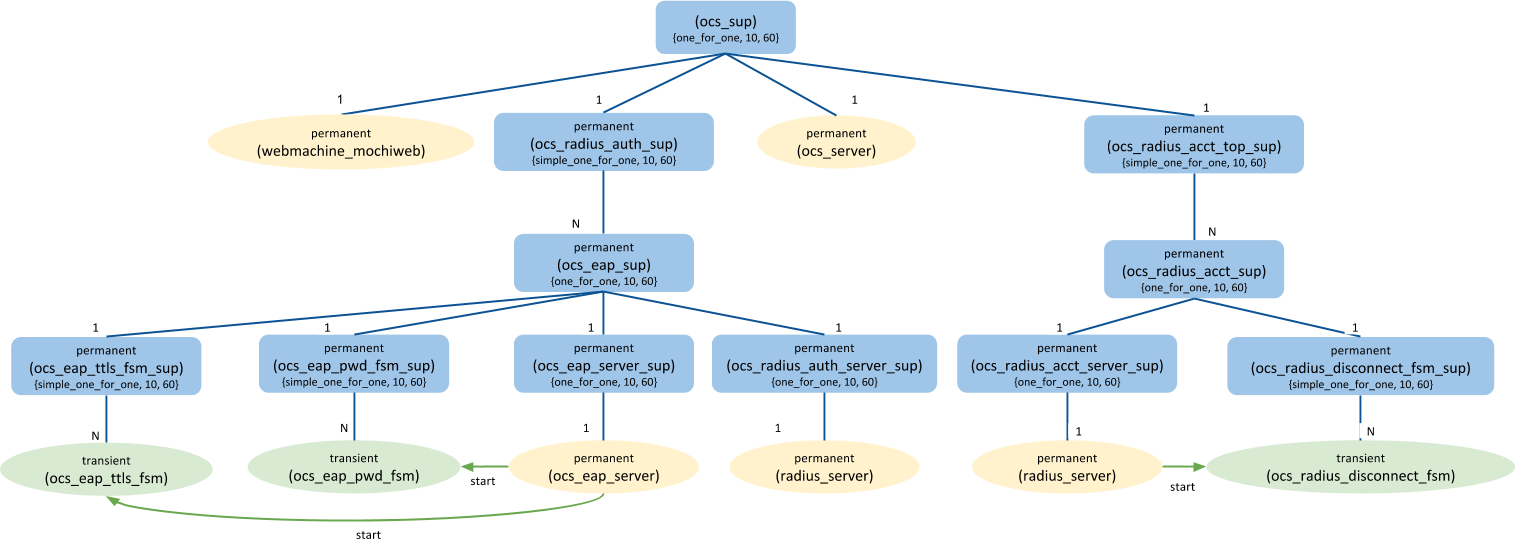 (ocs_sup)
{one_for_one, 10, 60}
1
1
1
1
permanent
(webmachine_mochiweb)
permanent
(ocs_radius_auth_sup)
{simple_one_for_one, 10, 60}
permanent
(ocs_server)
permanent
(ocs_radius_acct_top_sup)
{simple_one_for_one, 10, 60}
N
N
permanent
(ocs_eap_sup)
{one_for_one, 10, 60}
permanent
(ocs_radius_acct_sup)
{one_for_one, 10, 60}
1
1
1
1
1
1
permanent
(ocs_eap_ttls_fsm_sup)
{simple_one_for_one, 10, 60}
permanent
(ocs_eap_pwd_fsm_sup)
{simple_one_for_one, 10, 60}
permanent
(ocs_eap_server_sup)
{one_for_one, 10, 60}
permanent
(ocs_radius_auth_server_sup)
{one_for_one, 10, 60}
permanent
(ocs_radius_acct_server_sup)
{one_for_one, 10, 60}
permanent
(ocs_radius_disconnect_fsm_sup)
{simple_one_for_one, 10, 60}
N
N
1
1
1
N
transient
(ocs_eap_ttls_fsm)
transient
(ocs_eap_pwd_fsm)
start
permanent
(ocs_eap_server)
permanent
(radius_server)
permanent
(radius_server)
start
transient
(ocs_radius_disconnect_fsm)
start